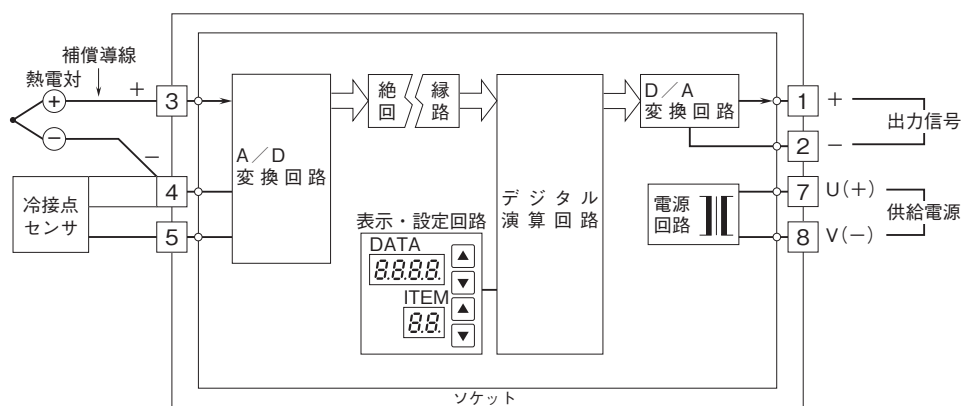 補償導線
熱電対
+
+
−
−
3
4
5
冷接点
センサ
A／D
変換回路
絶縁
回路
デジタル
演算回路
表示・設定回路
DATA
8.8.8.8.
ITEM
8.8.
▲
▼
▲
▼
D／A
変換回路
電源
回路
1
+
2
−
出力信号
7
U(+)
8
V(−)
供給電源
ソケット